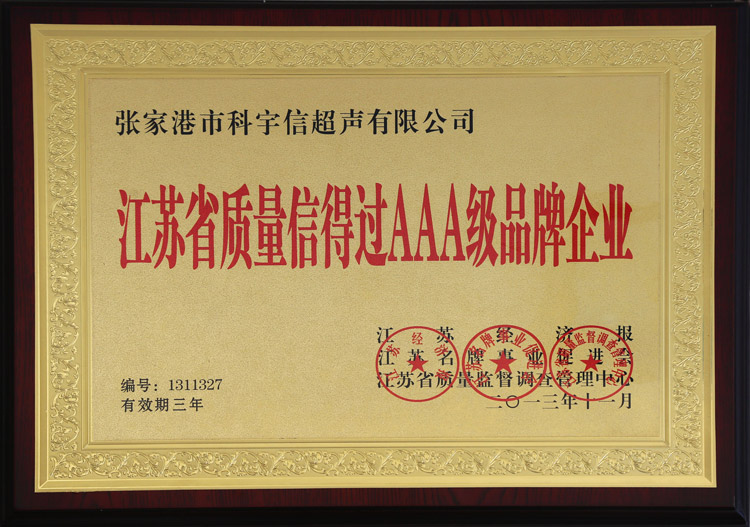 张家港市科宇信超声有限公司
江苏省质量信得过AAA级品牌企业
江苏经济报
江苏名牌事业促进会
江苏省质量监督调查管理中心
二〇一三年十一月
编号：1311327
有效期三年